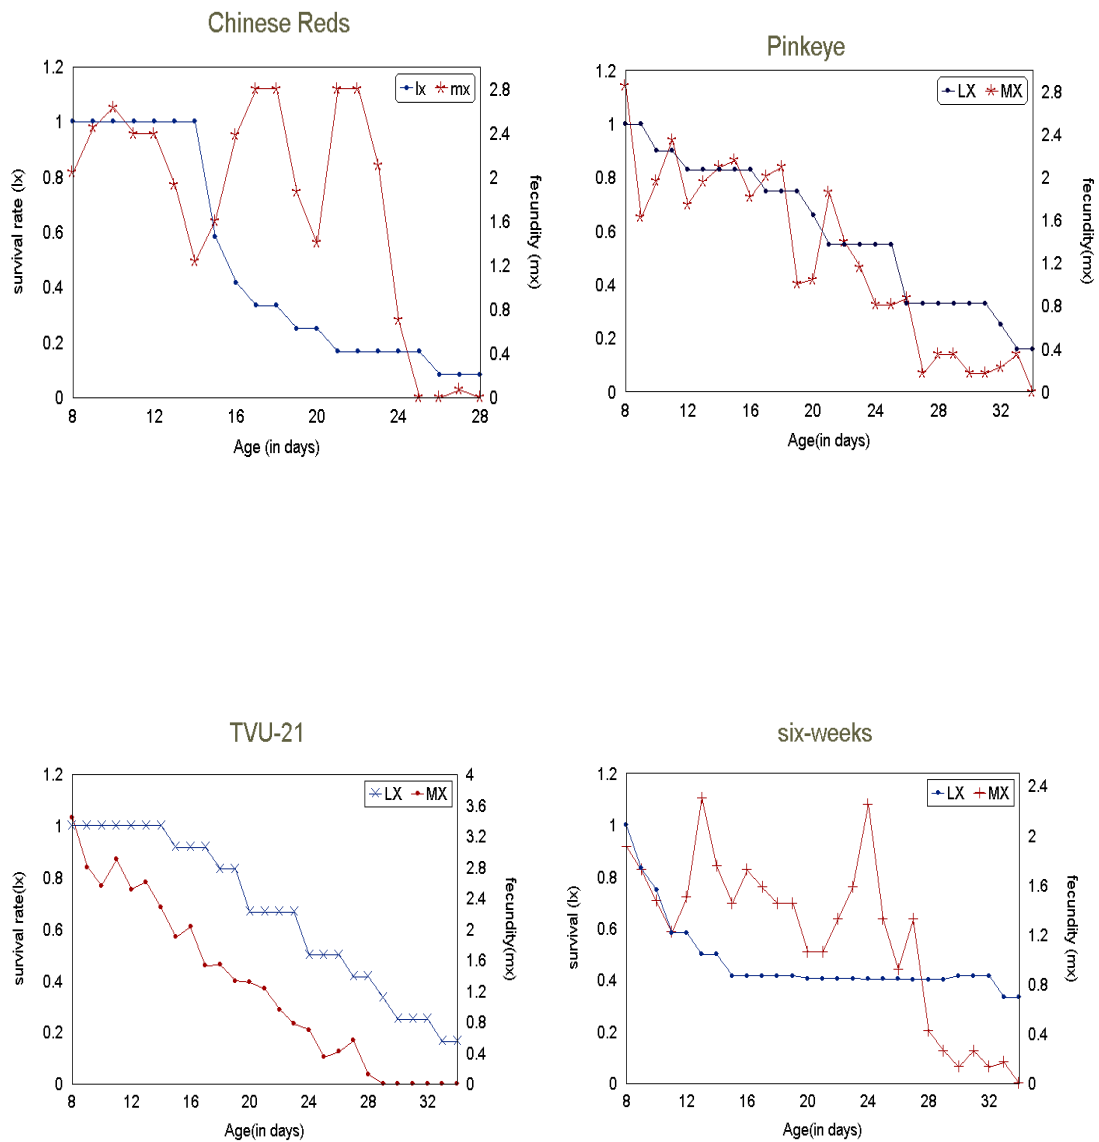 Chinese Reds
1.2
1
0.8
0.6
0.4
0.2
0
survival rate (lx)
lx mx
2.8
2.4
2
1.6
1.2
0.8
0.4
0
fecundity (mx)
8 12 16 20 24 28
Age (in days)
Pinkeye
1.2
1
0.8
0.6
0.4
0.2
0
LX MX
2.8
2.4
2
1.6
1.2
0.8
0.4
0
fecundity(mx)
8 12 16 20 24 28 32
Age(in days)
TVU-21
1.2
1
0.8
0.6
0.4
0.2
0
survival rate(lx)
LX MX
4
3.6
3.2
2.8
2.4
2
1.6
1.2
0.8
0.4
0
fecundity(mx)
8 12 16 20 24 28 32
Age(in days)
six-weeks
1.2
1
0.8
0.6
0.4
0.2
0
survival (lx)
LX MX
2.4
2
1.6
1.2
0.8
0.4
0
fecundity (mx)
8 12 16 20 24 28 32
Age(in days)